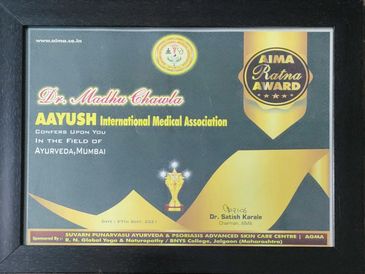 www.aima.co.in
AIMA
Ratna
AWARD
Dr. Madhu Chawla
AAYUSH International Medical Association
CONFERS UPON YOU
IN THE FIELD OF
AYURVEDA, MUMBAI
Dr. Satish Karale
SUVARN PUNARVASU AYURVEDA & PSORIASIS ADVANCED SKIN CARE CENTRE | AGMA
Sponsored By : R. N. Global Yoga & Naturopathy / BNYS College, Jalgaon (Maharashtra)